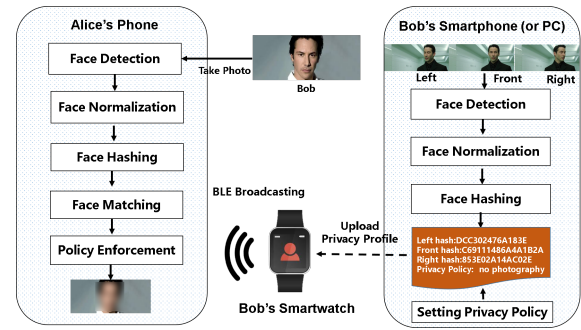 Alice's Phone
Face Detection
Face Normalization
Face Hashing
Face Matching
Policy Enforcement
Take Photo
Bob
BLE Broadcasting
Upload
Privacy Profile
Bob's Smartwatch
Bob's Smartphone (or PC)
Left
Front
Right
Face Detection
Face Normalization
Face Hashing
Left hash:DCC302476A183E
Front hash:C69111486A4A1B2A
Right hash:853E02A14AC02E
Privacy Policy: no photography
Setting Privacy Policy